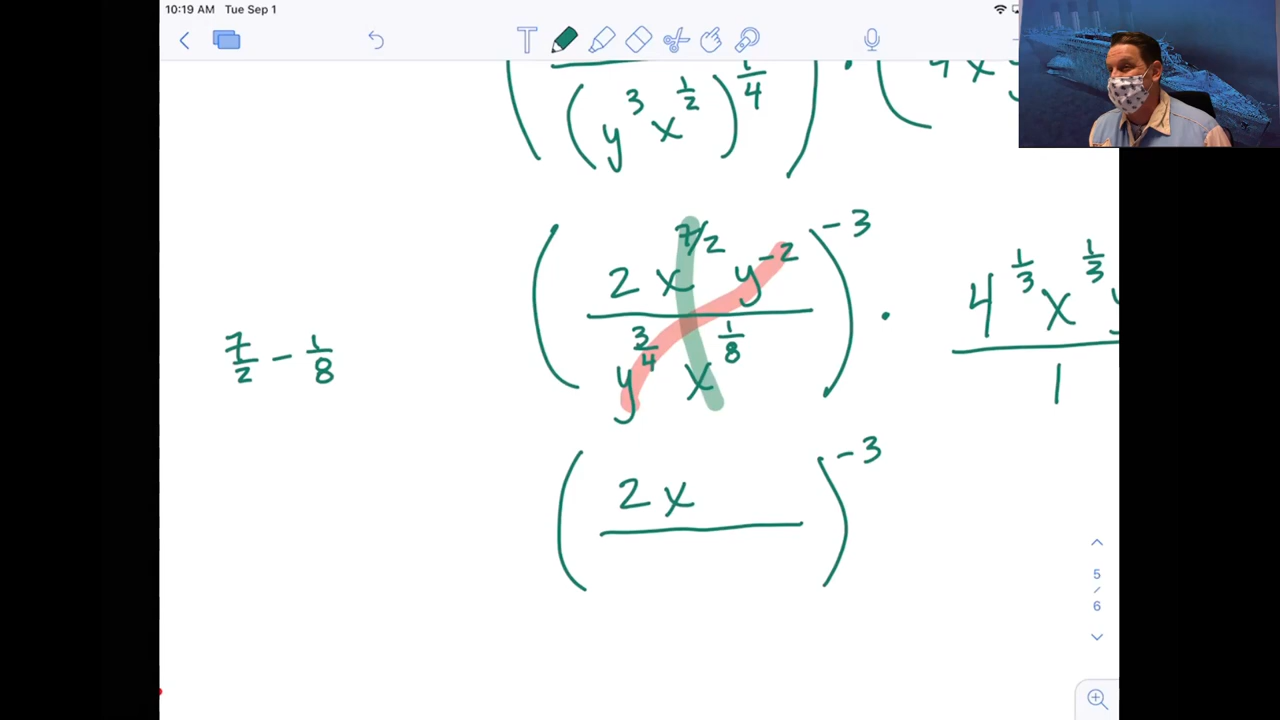 10:19 AM Tue Sep 1
T
(y^3 x^{1/2})^{1/4} · (4x
(2x^{7/2} y^{-2} / y^{3/4} x^{1/8})^{-3} · 4^{1/3} x^{1/3} y / 1
7/2 - 1/8
(2x / )^{-3}
5
/
6